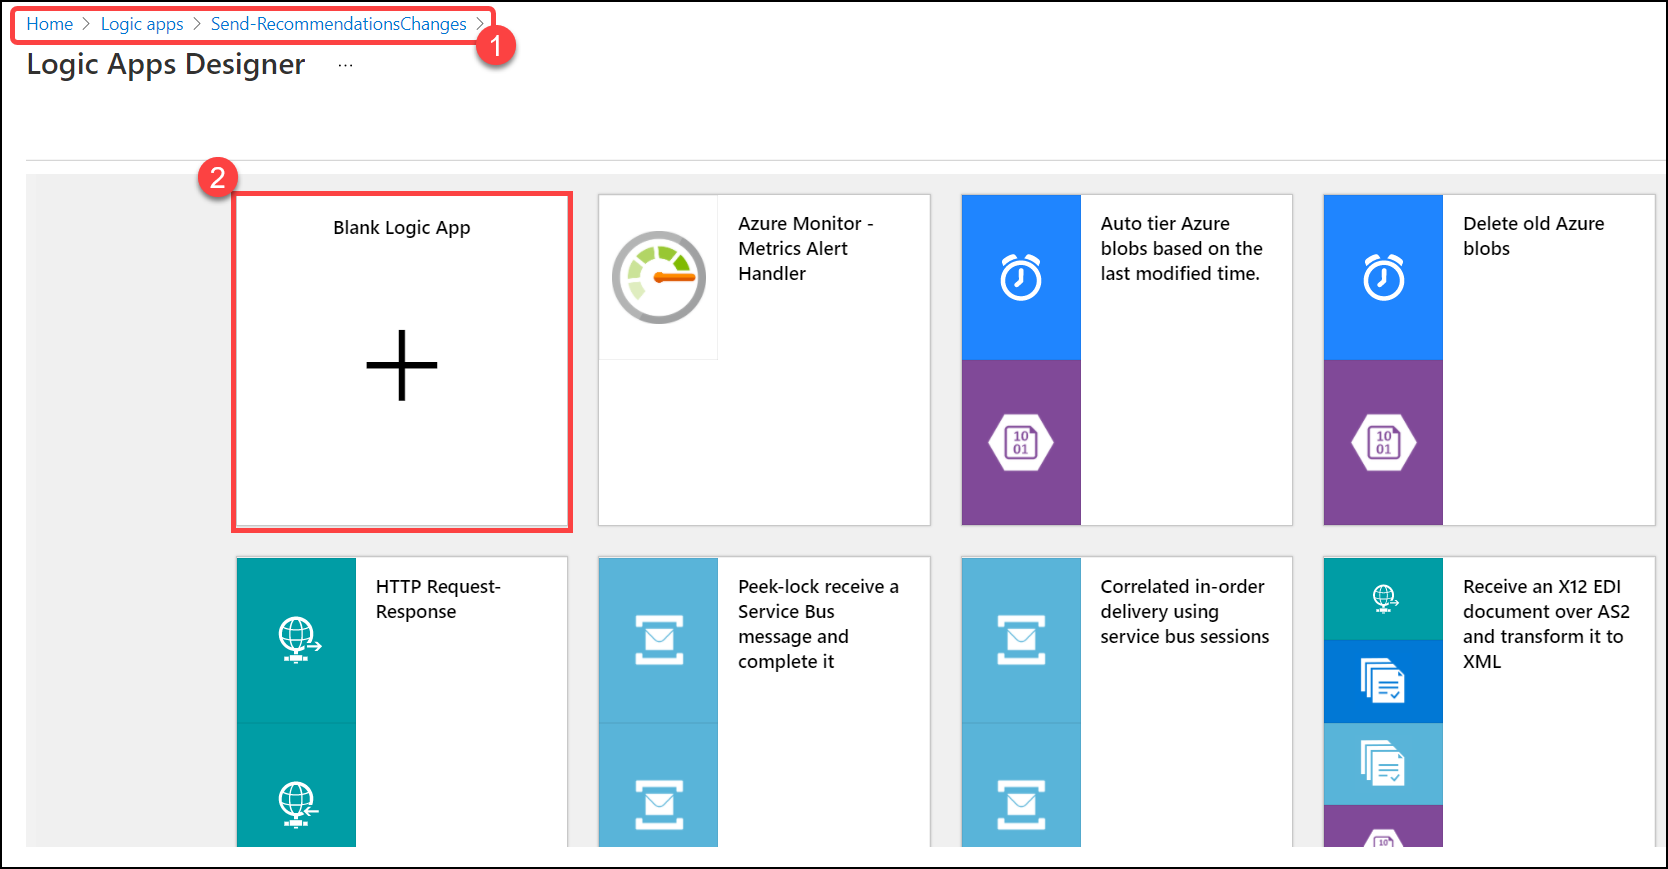 Home > Logic apps > Send-RecommendationsChanges >
1
Logic Apps Designer ...
2
Blank Logic App
Azure Monitor -
Metrics Alert
Handler
Auto tier Azure
blobs based on the
last modified time.
10
01
Delete old Azure
blobs
10
01
HTTP Request-
Response
Peek-lock receive a
Service Bus
message and
complete it
Correlated in-order
delivery using
service bus sessions
Receive an X12 EDI
document over AS2
and transform it to
XML
10